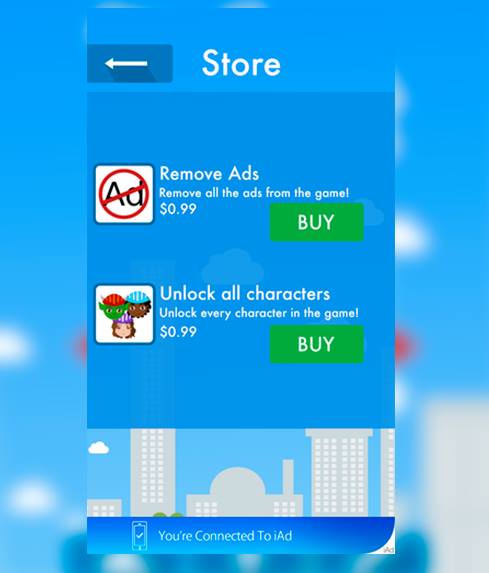 Store
Ad
Remove Ads
Remove all the ads from the game!
$0.99
BUY
Unlock all characters
Unlock every character in the game!
$0.99
BUY
You're Connected To iAd
iAd